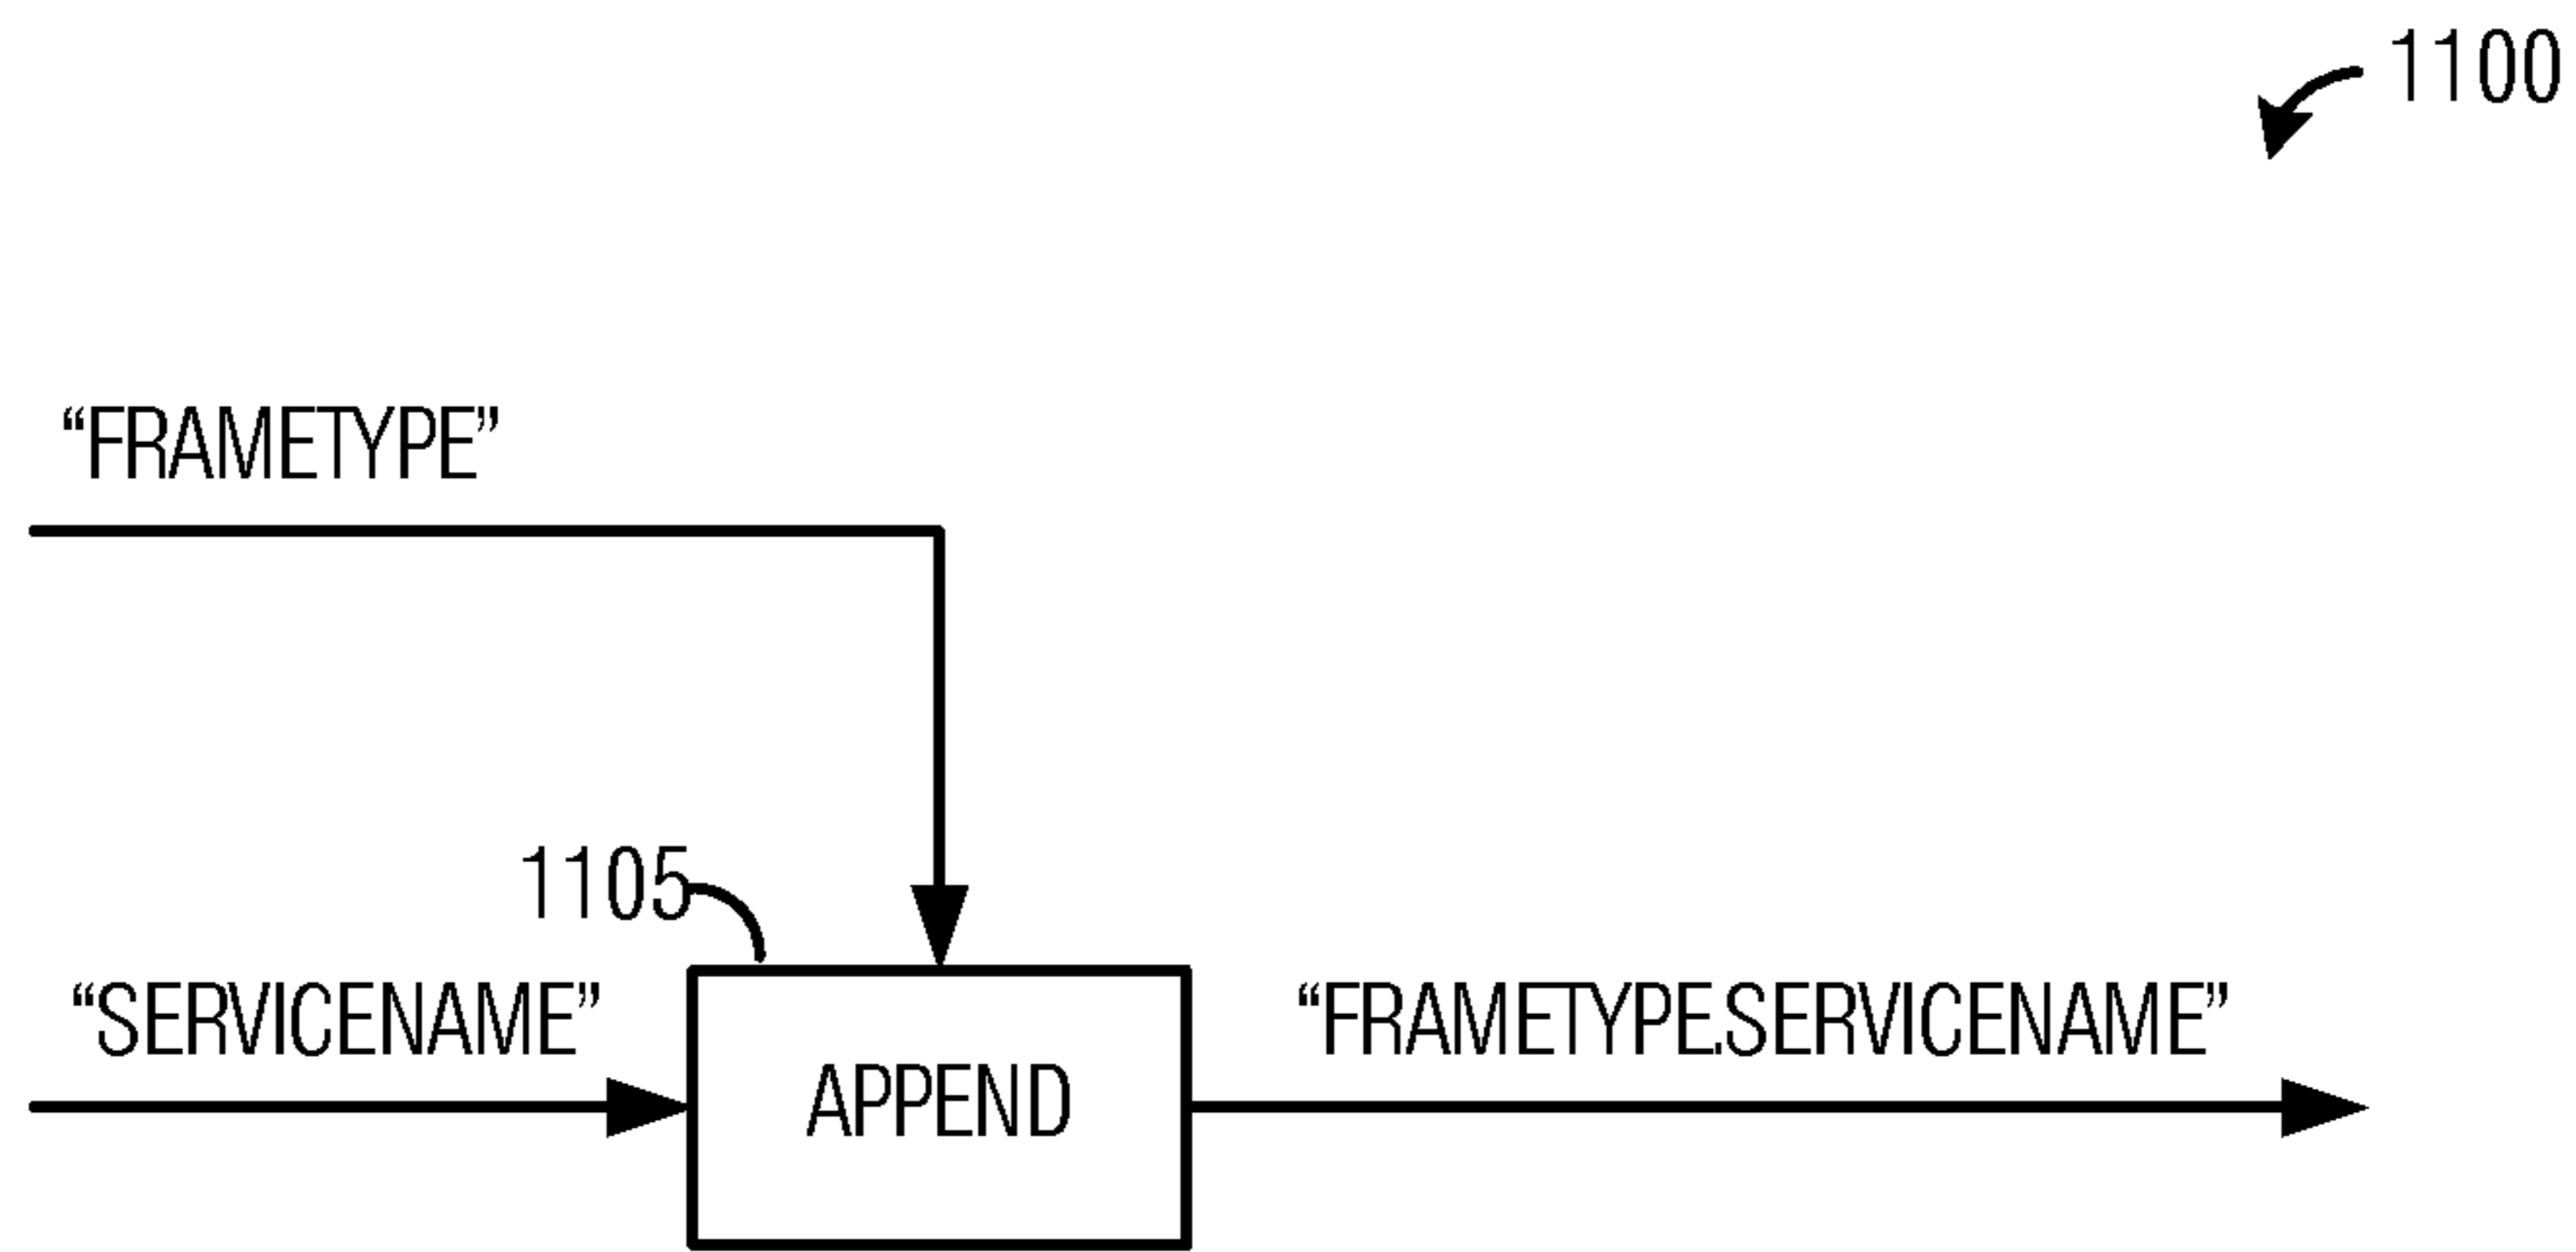 1100
“FRAMETYPE”
1105
“SERVICENAME”
“FRAMETYPE.SERVICENAME”
APPEND